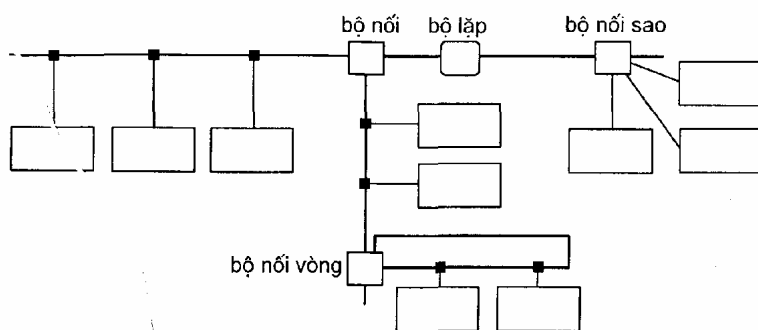 bộ nối
bộ lặp
bộ nối sao
bộ nối vòng